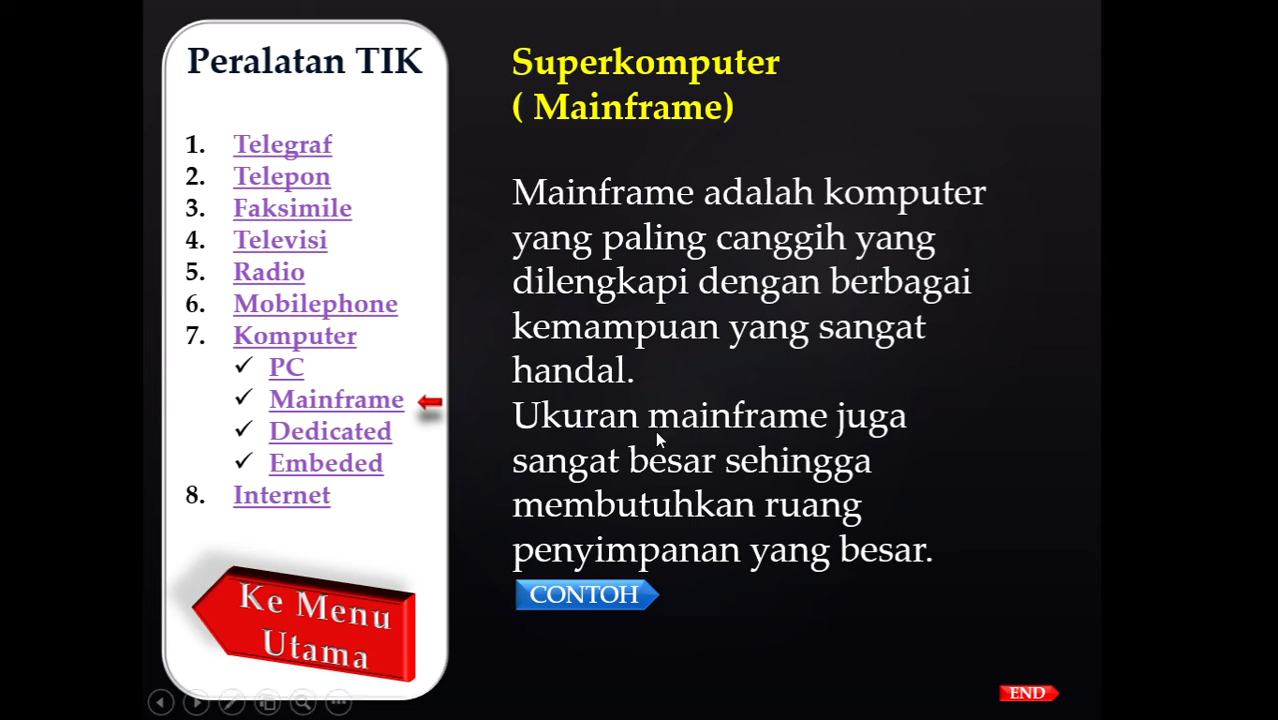 Peralatan TIK
1. Telegraf
2. Telepon
3. Faksimile
4. Televisi
5. Radio
6. Mobilephone
7. Komputer
✓ PC
✓ Mainframe
✓ Dedicated
✓ Embeded
8. Internet
Ke Menu
Utama
Superkomputer
( Mainframe)
Mainframe adalah komputer
yang paling canggih yang
dilengkapi dengan berbagai
kemampuan yang sangat
handal.
Ukuran mainframe juga
sangat besar sehingga
membutuhkan ruang
penyimpanan yang besar.
CONTOH
END